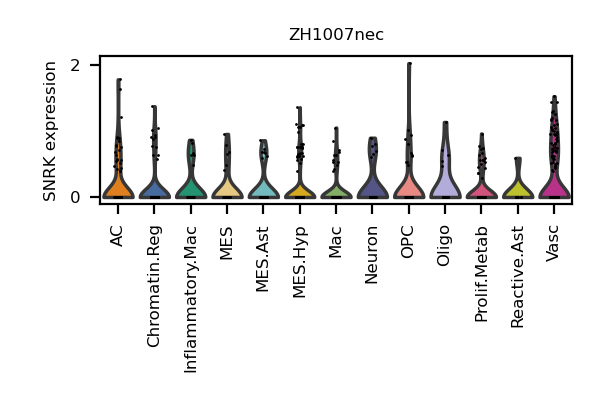 ZH1007nec
SNRK expression
2
0
AC
Chromatin.Reg
Inflammatory.Mac
MES
MES.Ast
MES.Hyp
Mac
Neuron
OPC
Oligo
Prolif.Metab
Reactive.Ast
Vasc